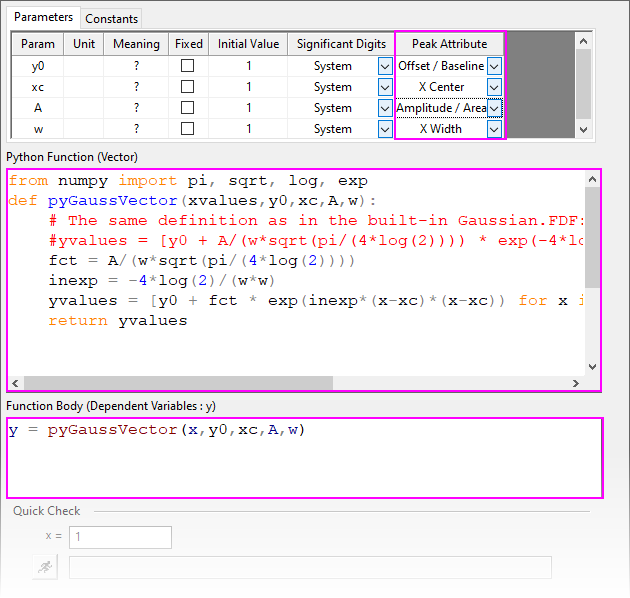 Parameters Constants
Param Unit Meaning Fixed Initial Value Significant Digits Peak Attribute
y0 ? 1 System Offset / Baseline
xc ? 1 System X Center
A ? 1 System Amplitude / Area
w ? 1 System X Width
Python Function (Vector)
from numpy import pi, sqrt, log, exp
def pyGaussVector(xvalues,y0,xc,A,w):
# The same definition as in the built-in Gaussian.FDF:
#yvalues = [y0 + A/(w*sqrt(pi/(4*log(2)))) * exp(-4*lo
fct = A/(w*sqrt(pi/(4*log(2))))
inexp = -4*log(2)/(w*w)
yvalues = [y0 + fct * exp(inexp*(x-xc)*(x-xc)) for x i
return yvalues
Function Body (Dependent Variables : y)
y = pyGaussVector(x,y0,xc,A,w)
Quick Check
x = 1